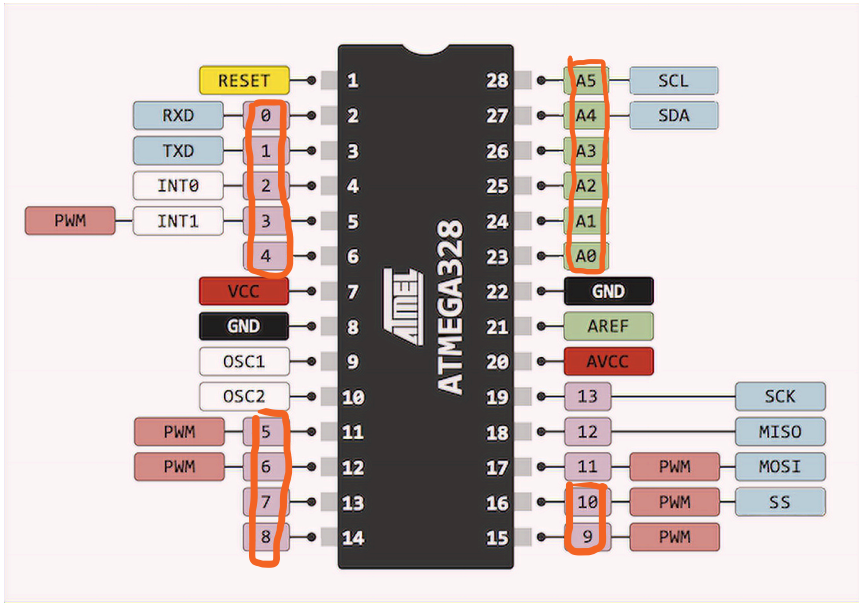 RESET 1 28 A5 SCL
RXD 0 2 27 A4 SDA
TXD 1 3 26 A3
INT0 2 4 25 A2
PWM INT1 3 5 24 A1
4 6 23 A0
VCC 7 22 GND
GND 8 21 AREF
OSC1 9 20 AVCC
OSC2 10 19 13 SCK
PWM 5 11 18 12 MISO
PWM 6 12 17 11 PWM MOSI
7 13 16 10 PWM SS
8 14 15 9 PWM
ATMEL
ATMEGA328